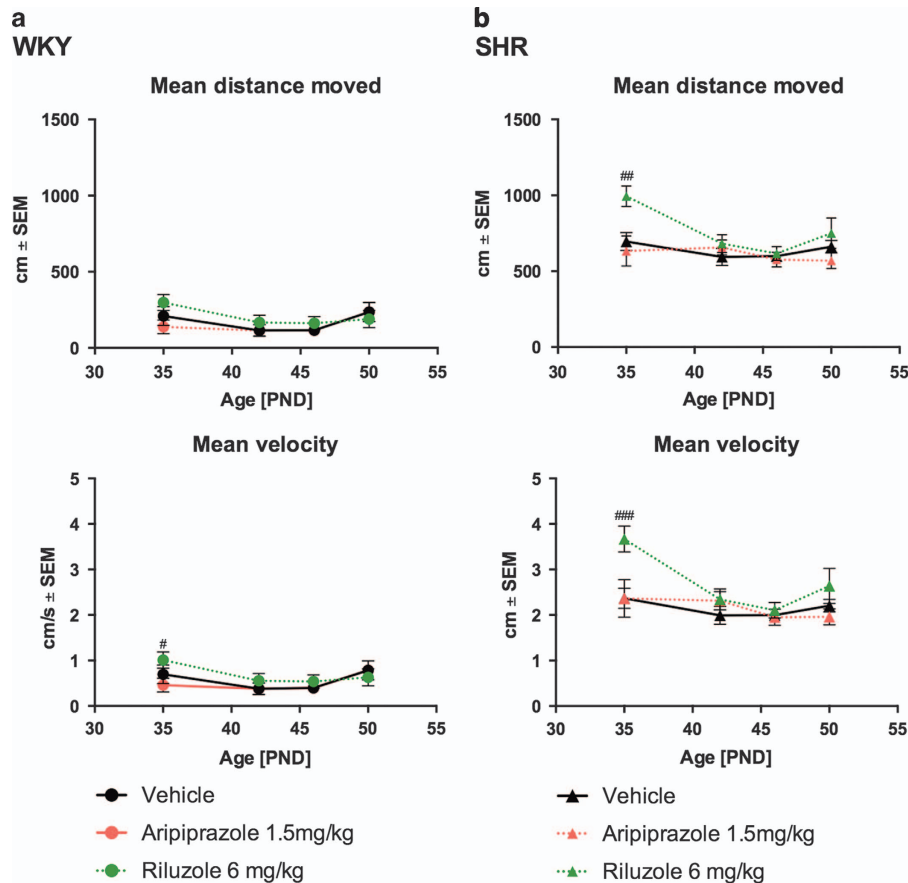 a
WKY
Mean distance moved
cm ± SEM
1500
1000
500
0
30 35 40 45 50 55
Age [PND]
Mean velocity
cm/s ± SEM
5
4
3
2
1
0
#
30 35 40 45 50 55
Age [PND]
Vehicle
Aripiprazole 1.5mg/kg
Riluzole 6 mg/kg
b
SHR
Mean distance moved
cm ± SEM
1500
1000
500
0
##
30 35 40 45 50 55
Age [PND]
Mean velocity
cm ± SEM
5
4
3
2
1
0
###
30 35 40 45 50 55
Age [PND]
Vehicle
Aripiprazole 1.5mg/kg
Riluzole 6 mg/kg